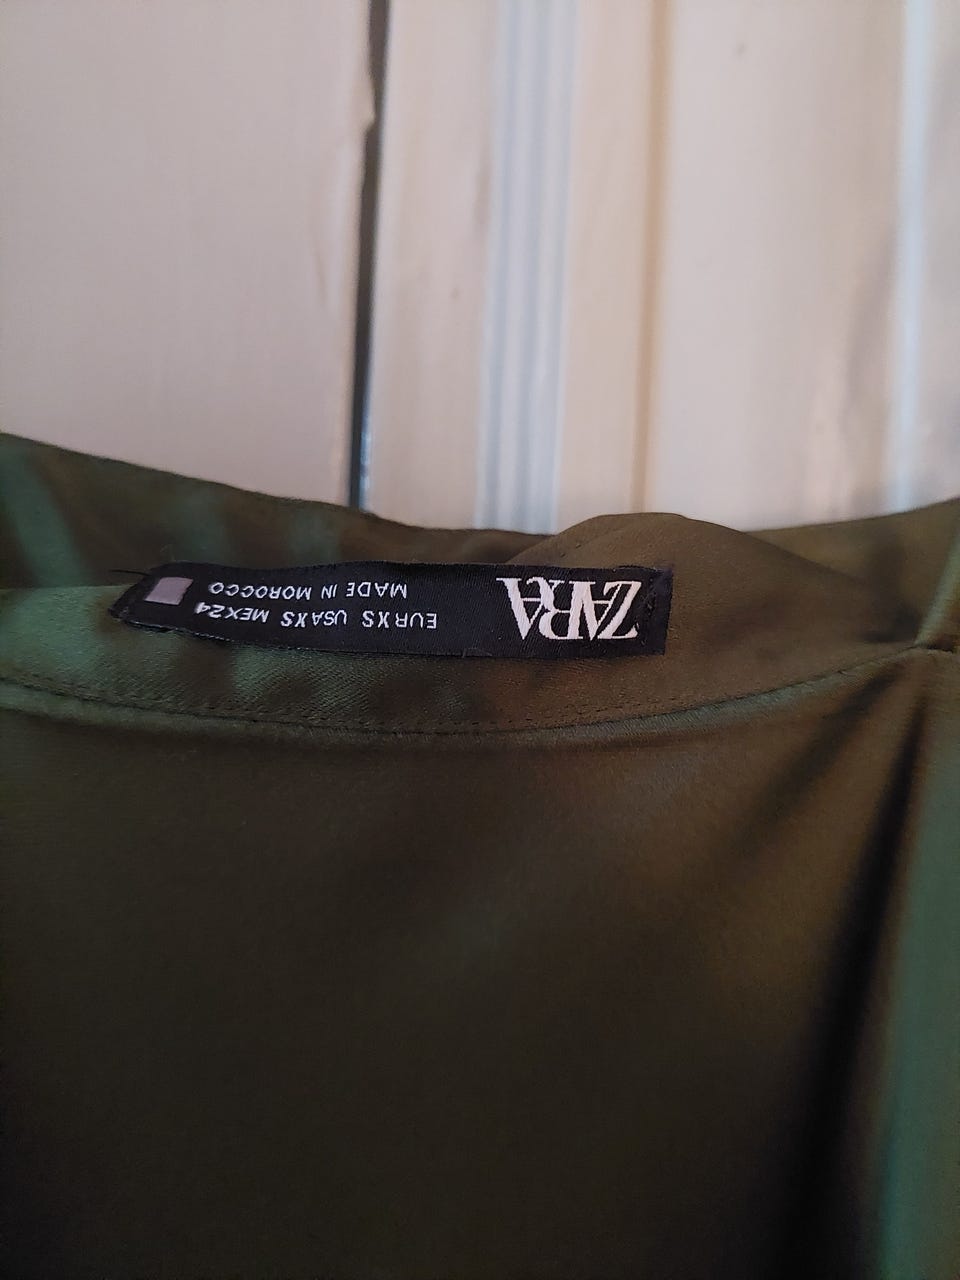 ZARA
EUR XS USA XS MEX 24
MADE IN MOROCCO